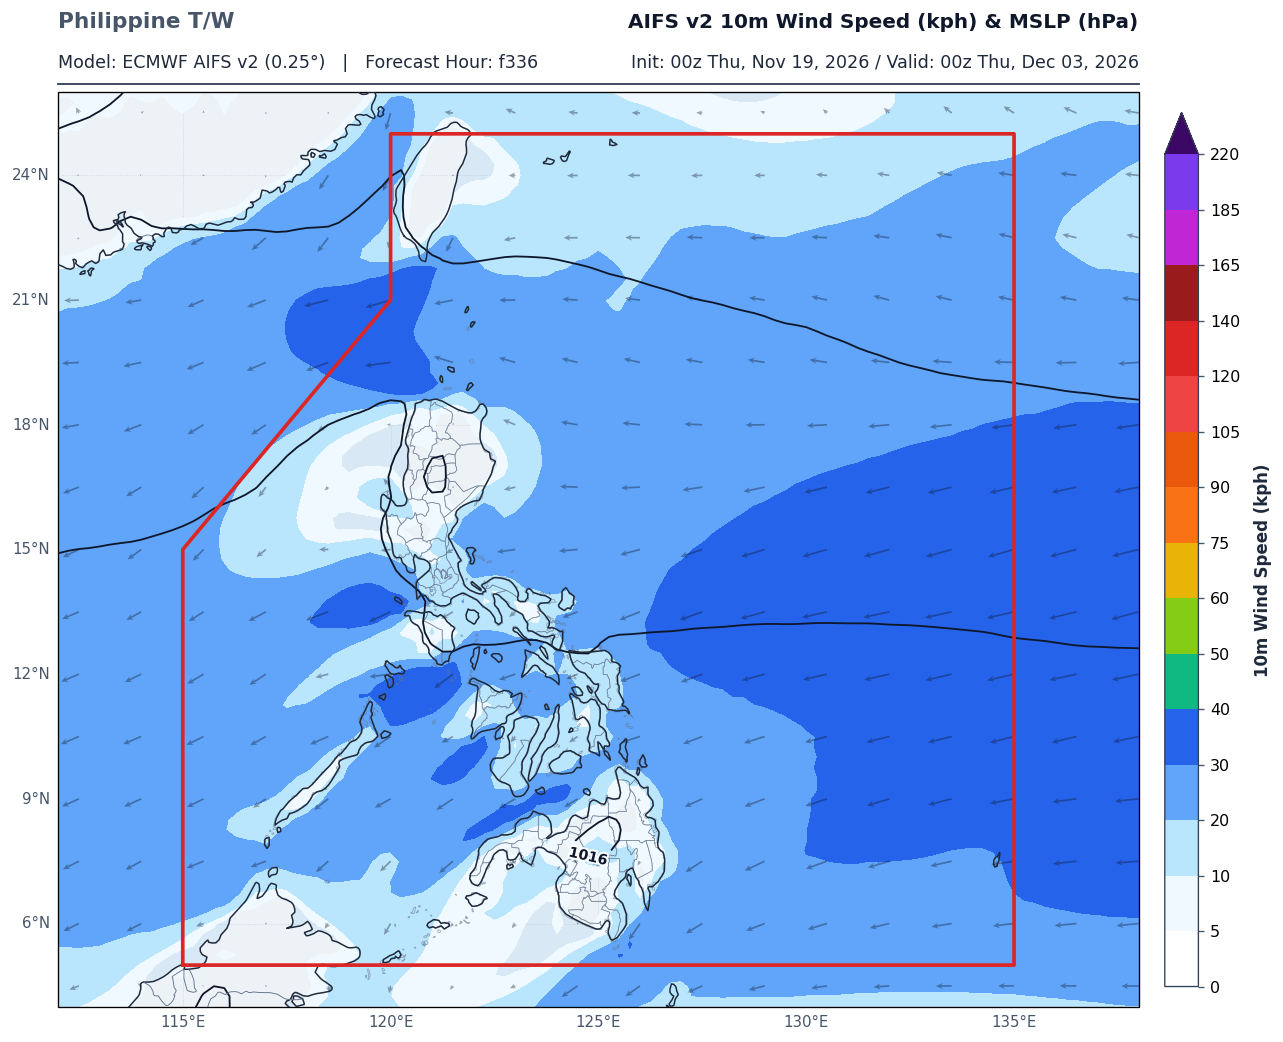 Philippine T/W
AIFS v2 10m Wind Speed (kph) & MSLP (hPa)
Model: ECMWF AIFS v2 (0.25°) | Forecast Hour: f336
Init: 00z Thu, Nov 19, 2026 / Valid: 00z Thu, Dec 03, 2026
24°N
21°N
18°N
15°N
12°N
9°N
6°N
1016
115°E
120°E
125°E
130°E
135°E
220
185
165
140
120
105
90
75
60
50
40
30
20
10
5
0
10m Wind Speed (kph)